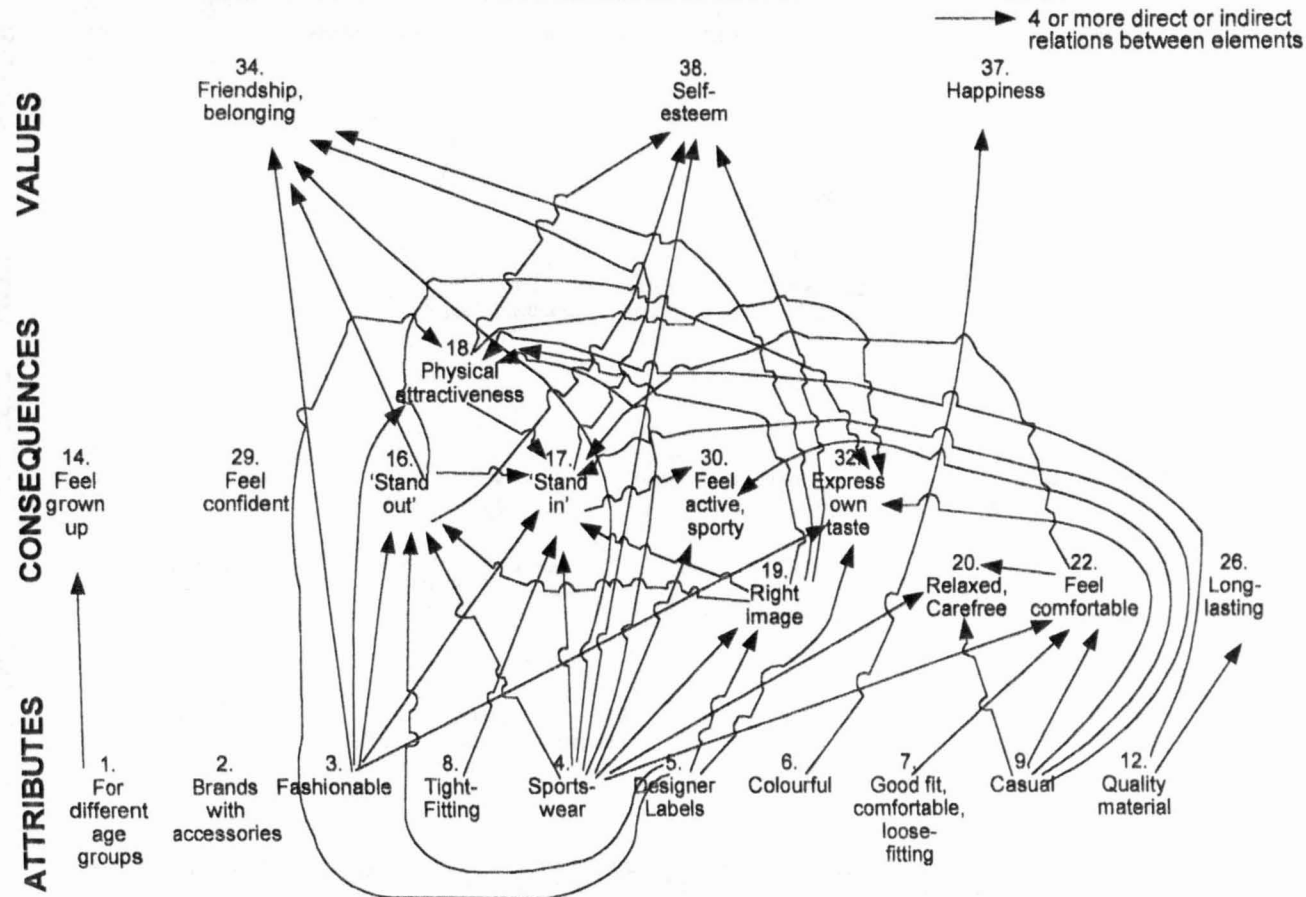 4 or more direct or indirect
relations between elements
VALUES
34.
Friendship,
belonging
38.
Self-
esteem
37.
Happiness
CONSEQUENCES
18.
Physical
attractiveness
14.
Feel
grown
up
29.
Feel
confident
16.
'Stand
out'
17.
'Stand
in'
30.
Feel
active,
sporty
32.
Express
own
taste
19.
Right
image
20.
Relaxed,
Carefree
22.
Feel
comfortable
26.
Long-
lasting
ATTRIBUTES
1.
For
different
age
groups
2.
Brands
with
accessories
3.
Fashionable
8.
Tight-
Fitting
4.
Sports-
wear
5.
Designer
Labels
6.
Colourful
7.
Good fit,
comfortable,
loose-
fitting
9.
Casual
12.
Quality
material